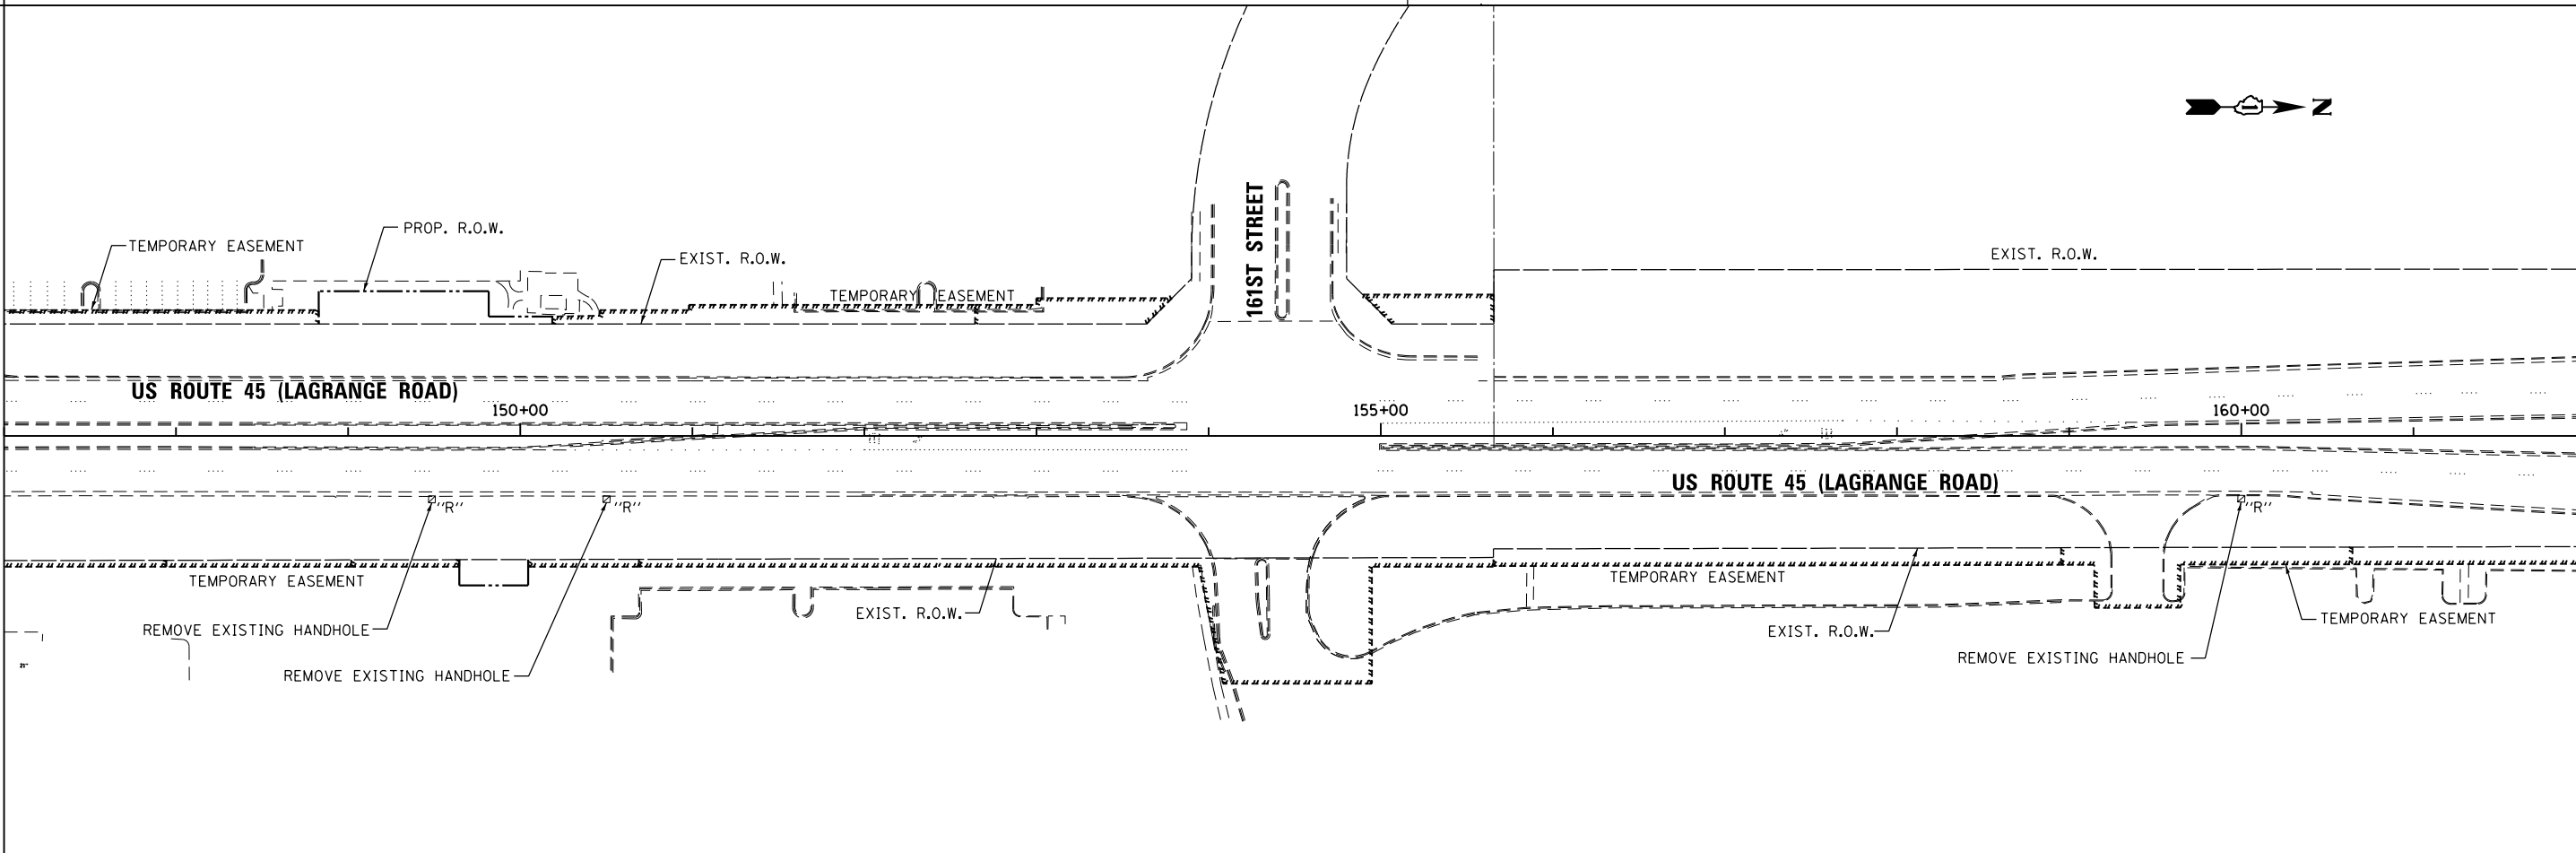 N
161ST STREET
PROP. R.O.W.
TEMPORARY EASEMENT
EXIST. R.O.W.
EXIST. R.O.W.
TEMPORARY EASEMENT
US ROUTE 45 (LAGRANGE ROAD)
150+00
155+00
160+00
US ROUTE 45 (LAGRANGE ROAD)
"R"
"R"
"R"
TEMPORARY EASEMENT
TEMPORARY EASEMENT
EXIST. R.O.W.
TEMPORARY EASEMENT
REMOVE EXISTING HANDHOLE
EXIST. R.O.W.
REMOVE EXISTING HANDHOLE
REMOVE EXISTING HANDHOLE